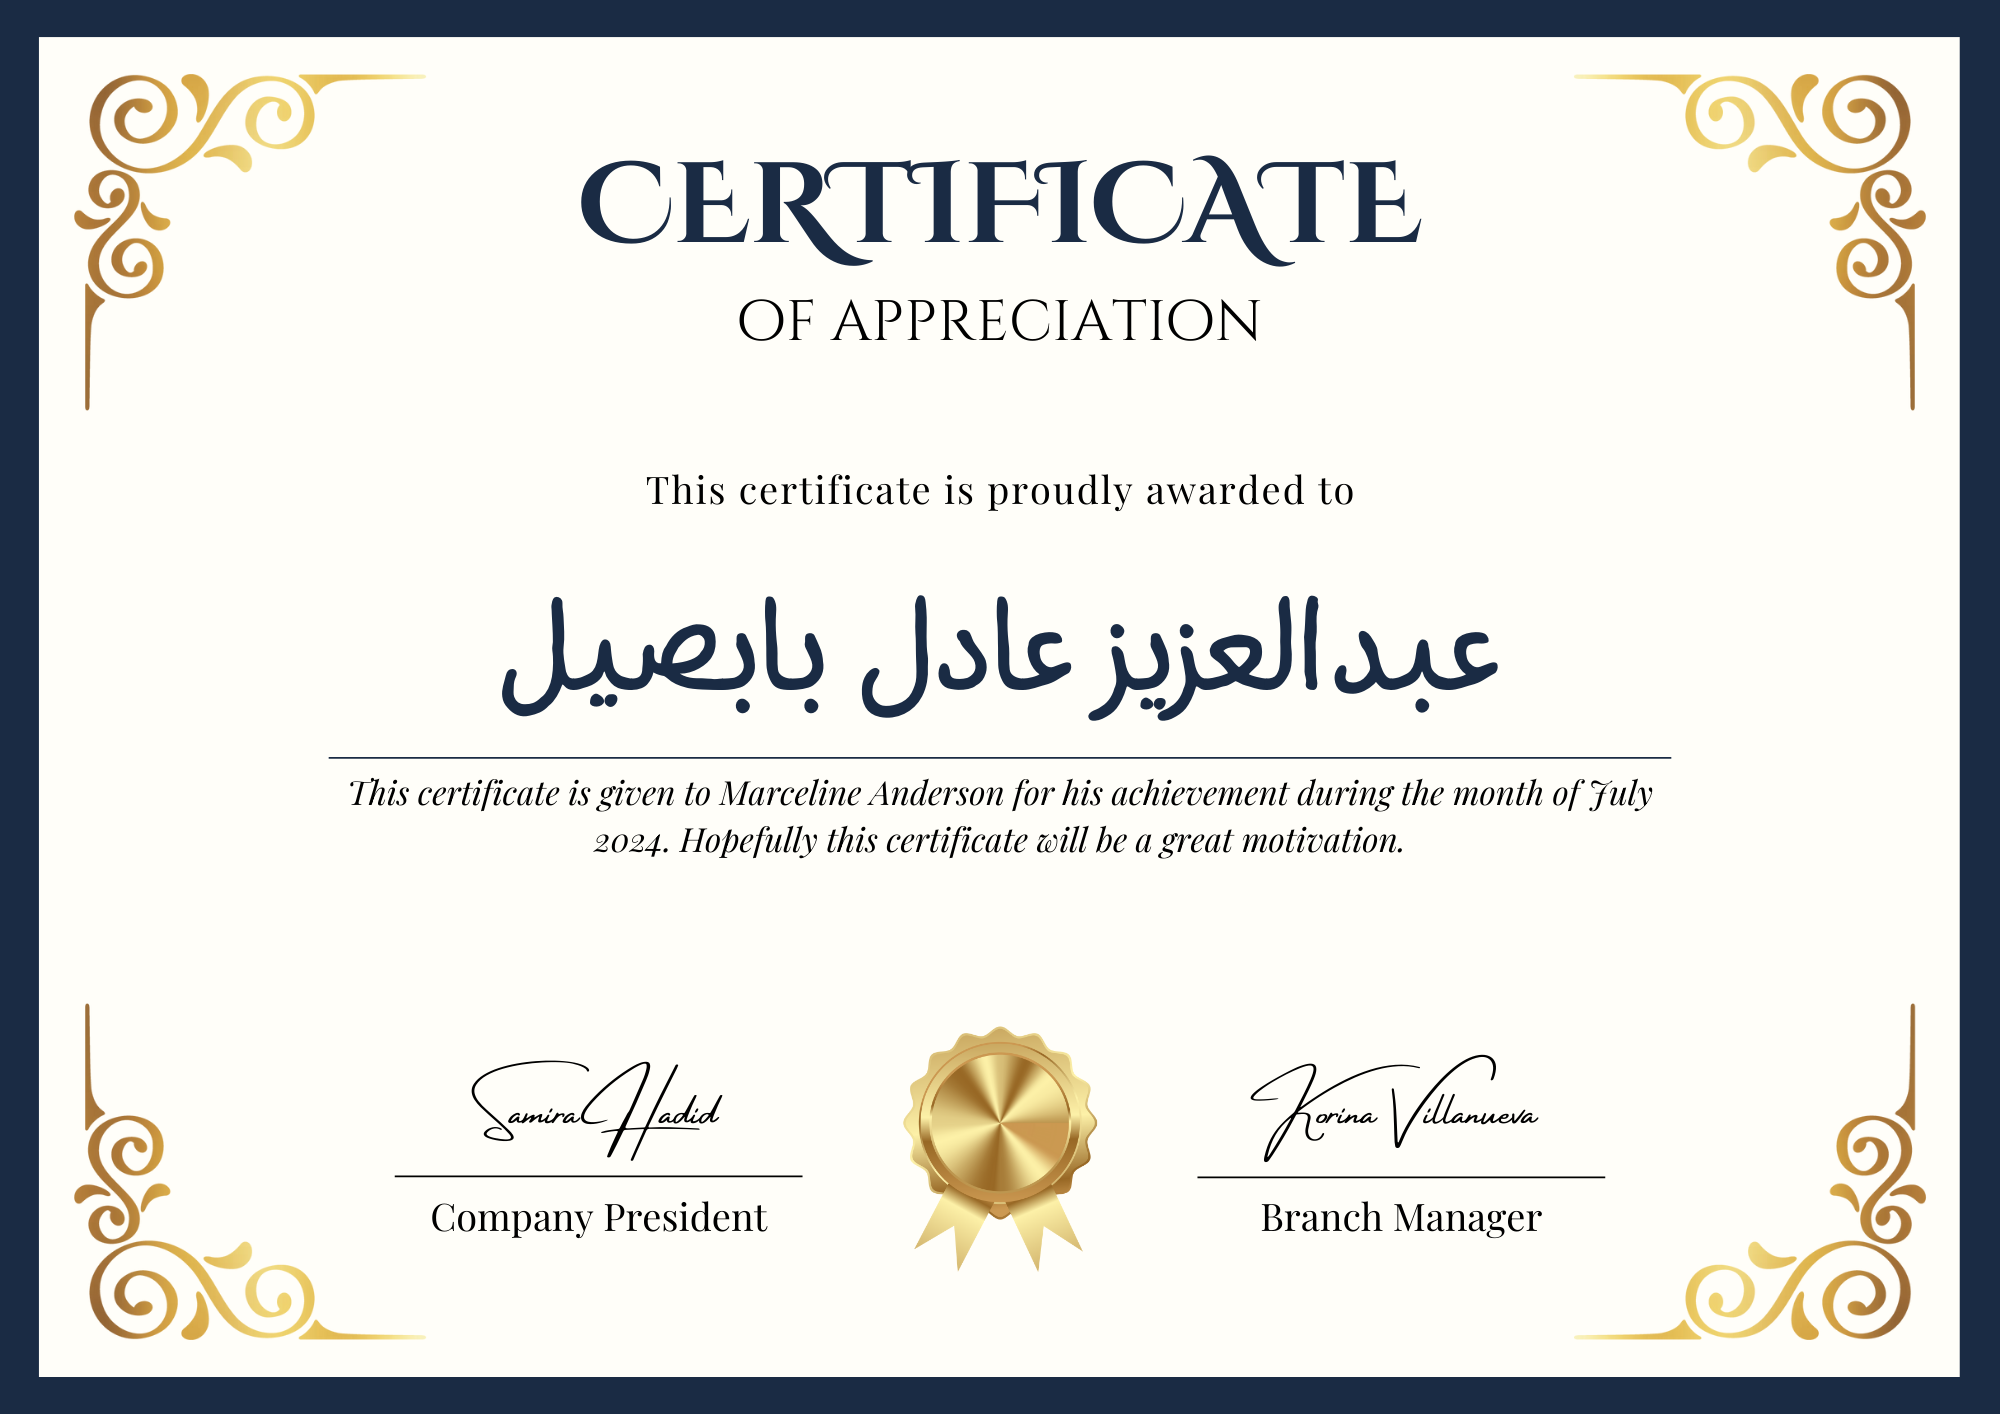 CERTIFICATE
OF APPRECIATION
This certificate is proudly awarded to
عبدالعزيز عادل بابصيل
This certificate is given to Marceline Anderson for his achievement during the month of July
2024. Hopefully this certificate will be a great motivation.
Samira Hadid
Korina Villanueva
Company President
Branch Manager